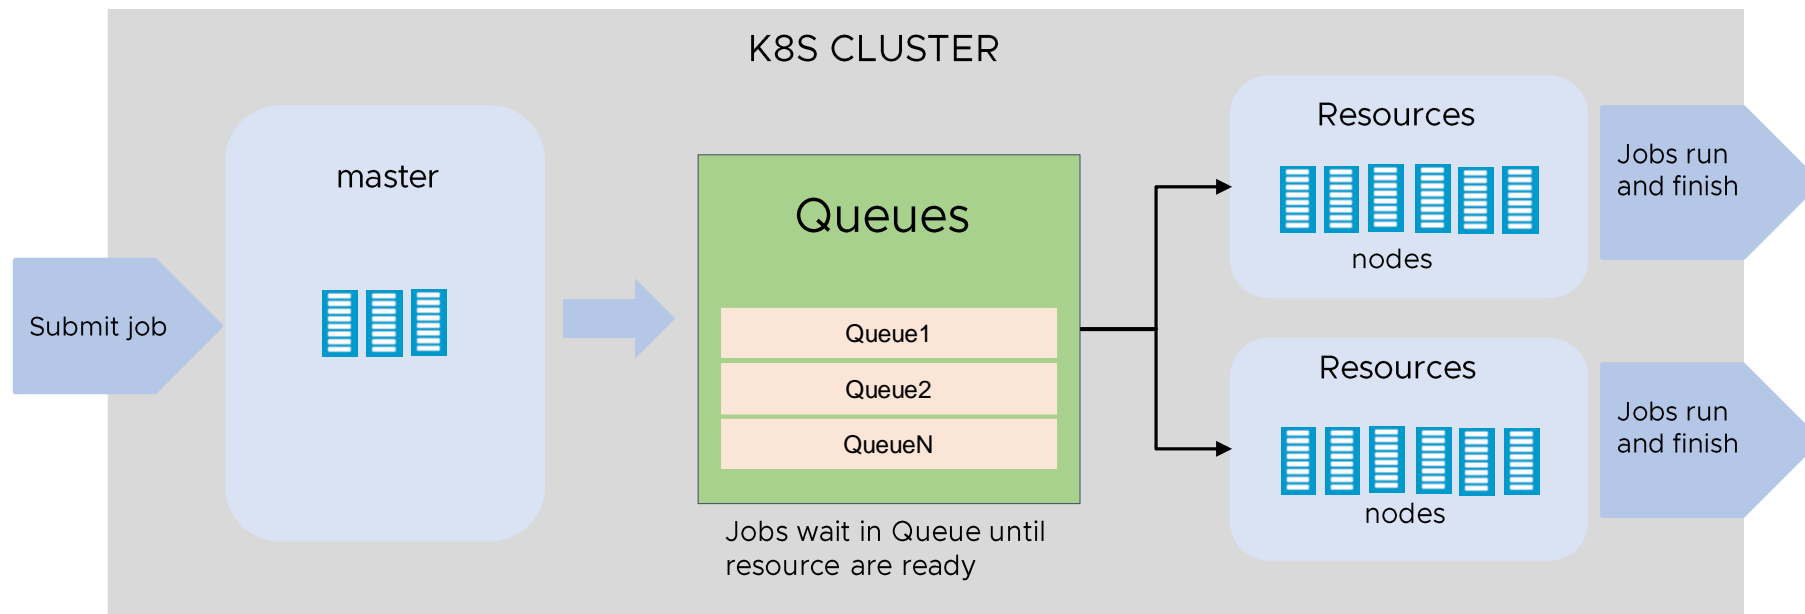 K8S CLUSTER
Submit job
master
Queues
Queue1
Queue2
QueueN
Jobs wait in Queue until
resource are ready
Resources
nodes
Jobs run
and finish
Resources
nodes
Jobs run
and finish